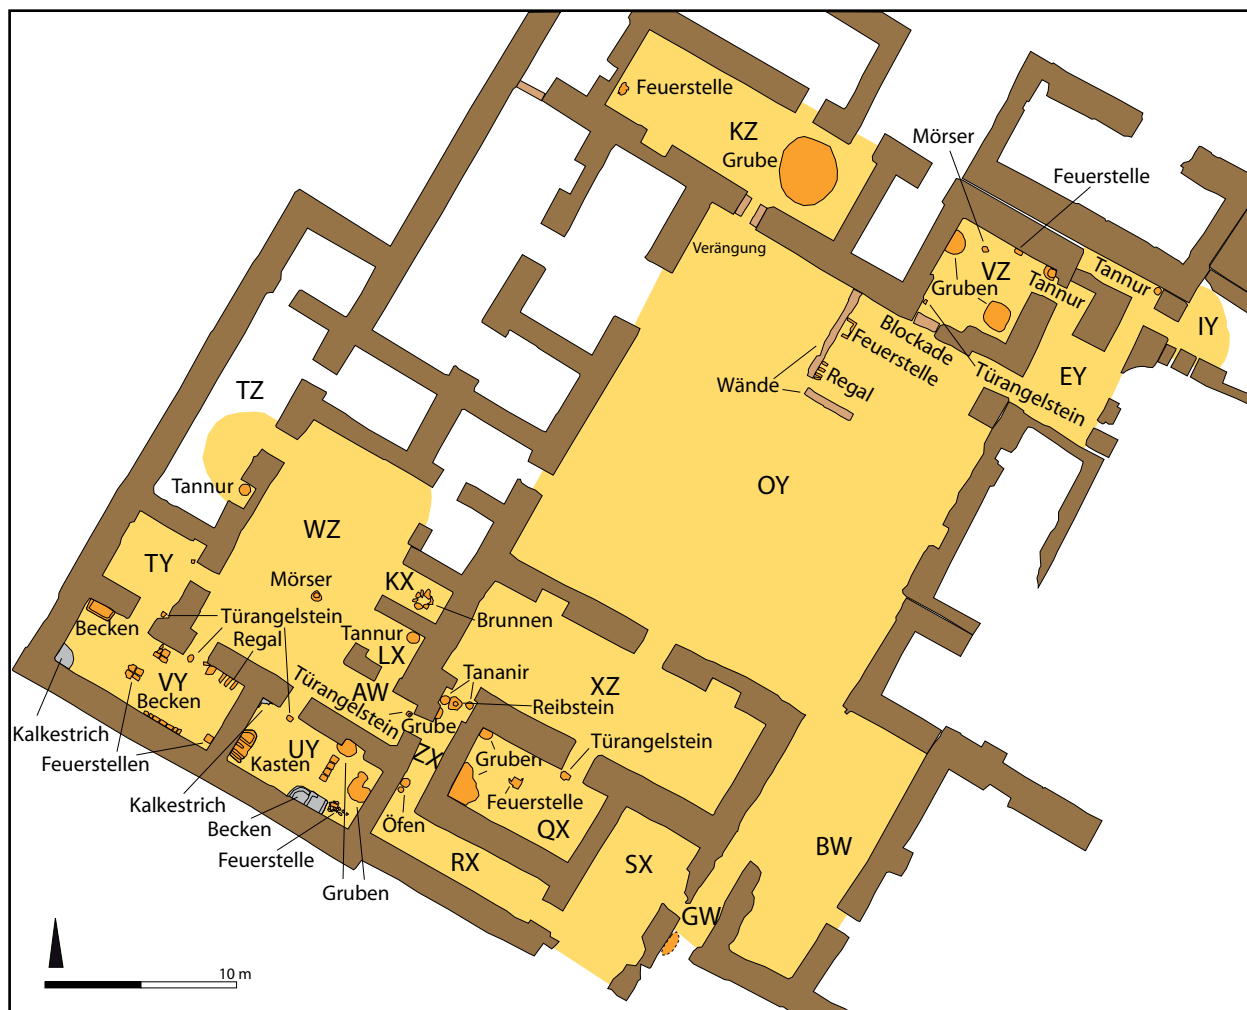 Feuerstelle
KZ
Grube
Mörser
Feuerstelle
Verängung
VZ
Gruben
Tannur
Tannur
IY
Blockade
Feuerstelle
Türangelstein
EY
Wände
Regal
TZ
OY
Tannur
WZ
TY
Mörser
KX
Brunnen
Becken
Türangelstein
Regal
Tannur
LX
Tananir
XZ
VY
Becken
AW
Türangelstein
Reibstein
Grube
Kalkestrich
Feuerstellen
UY
Kasten
ZX
Gruben
Türangelstein
Feuerstelle
Kalkestrich
Becken
Öfen
QX
Feuerstelle
RX
SX
BW
Gruben
GW
10 m